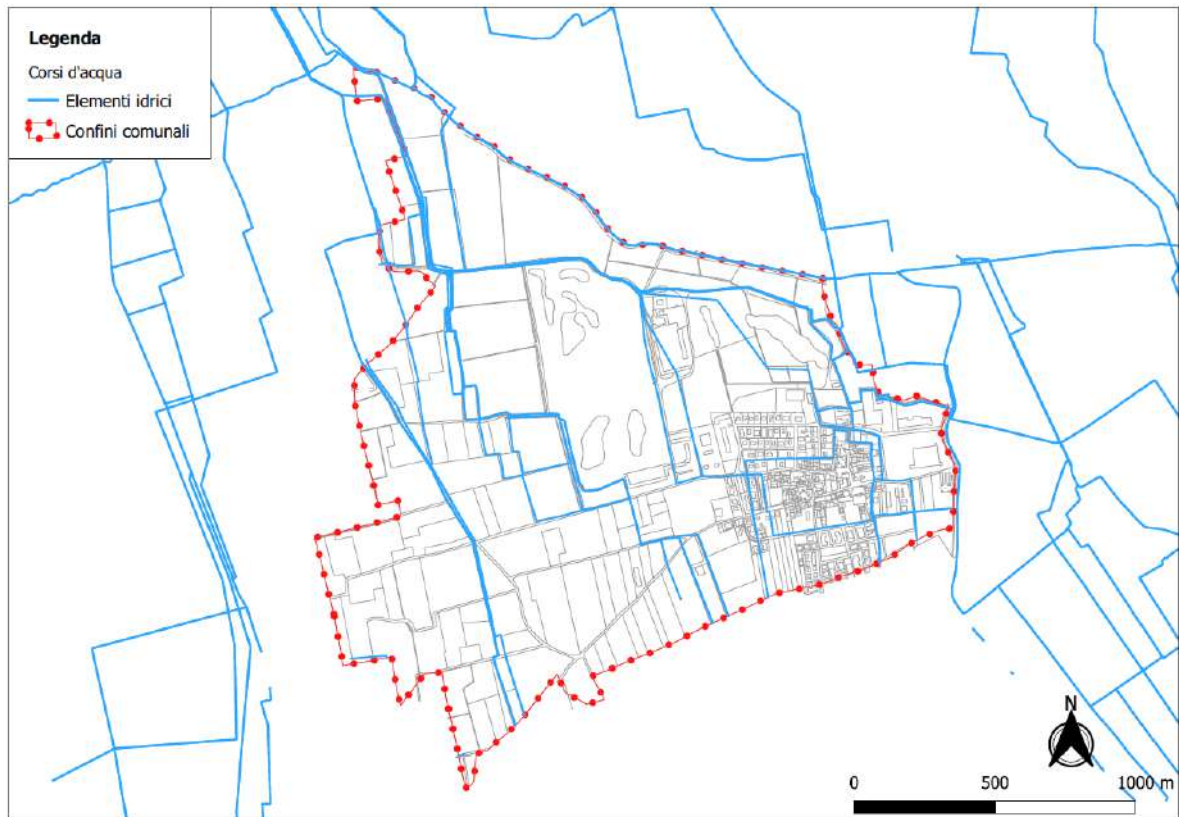 Legenda
Corsi d'acqua
Elementi idrici
Confini comunali
N
0 500 1000 m